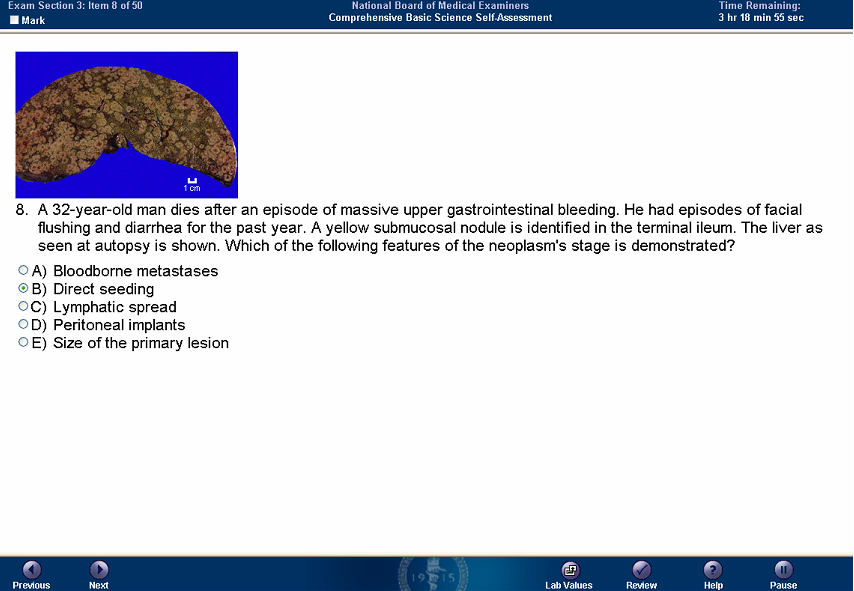 Exam Section 3: Item 8 of 50
National Board of Medical Examiners
Time Remaining:
Mark
Comprehensive Basic Science Self-Assessment
3 hr 18 min 55 sec
1 cm
8. A 32-year-old man dies after an episode of massive upper gastrointestinal bleeding. He had episodes of facial
flushing and diarrhea for the past year. A yellow submucosal nodule is identified in the terminal ileum. The liver as
seen at autopsy is shown. Which of the following features of the neoplasm's stage is demonstrated?
A) Bloodborne metastases
B) Direct seeding
C) Lymphatic spread
D) Peritoneal implants
E) Size of the primary lesion
1915
Previous
Next
Lab Values
Review
Help
Pause